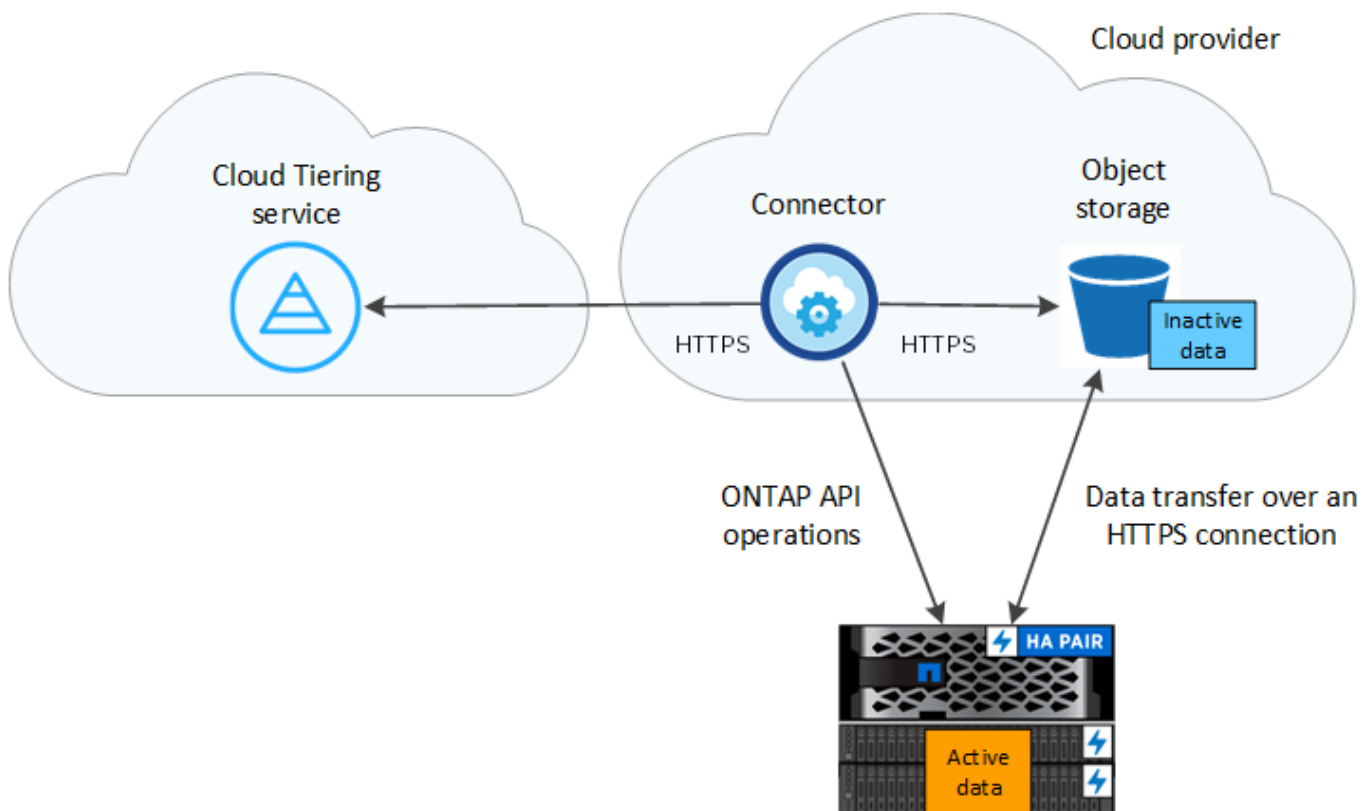 Cloud provider
Cloud Tiering
service
Connector
Object
storage
Inactive
data
HTTPS
HTTPS
ONTAP API
operations
Data transfer over an
HTTPS connection
HA PAIR
Active
data